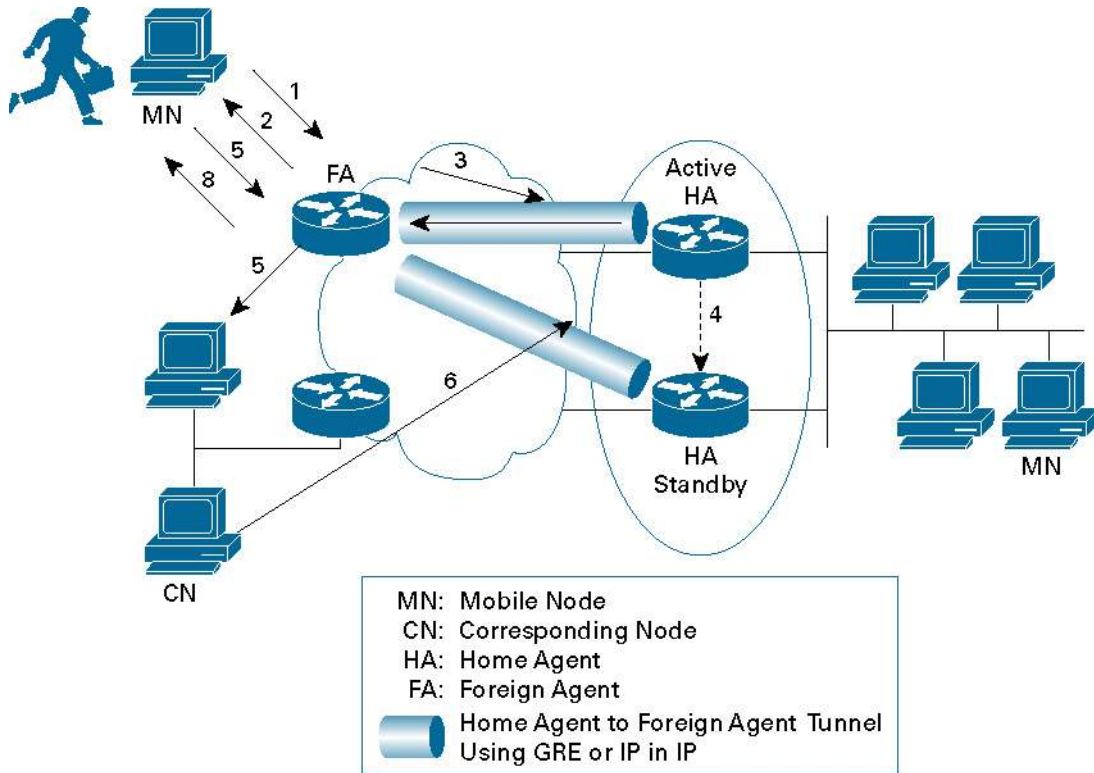 MN
1
2
5
8
FA
3
Active
HA
5
4
6
HA
Standby
MN
CN
MN: Mobile Node
CN: Corresponding Node
HA: Home Agent
FA: Foreign Agent
Home Agent to Foreign Agent Tunnel
Using GRE or IP in IP